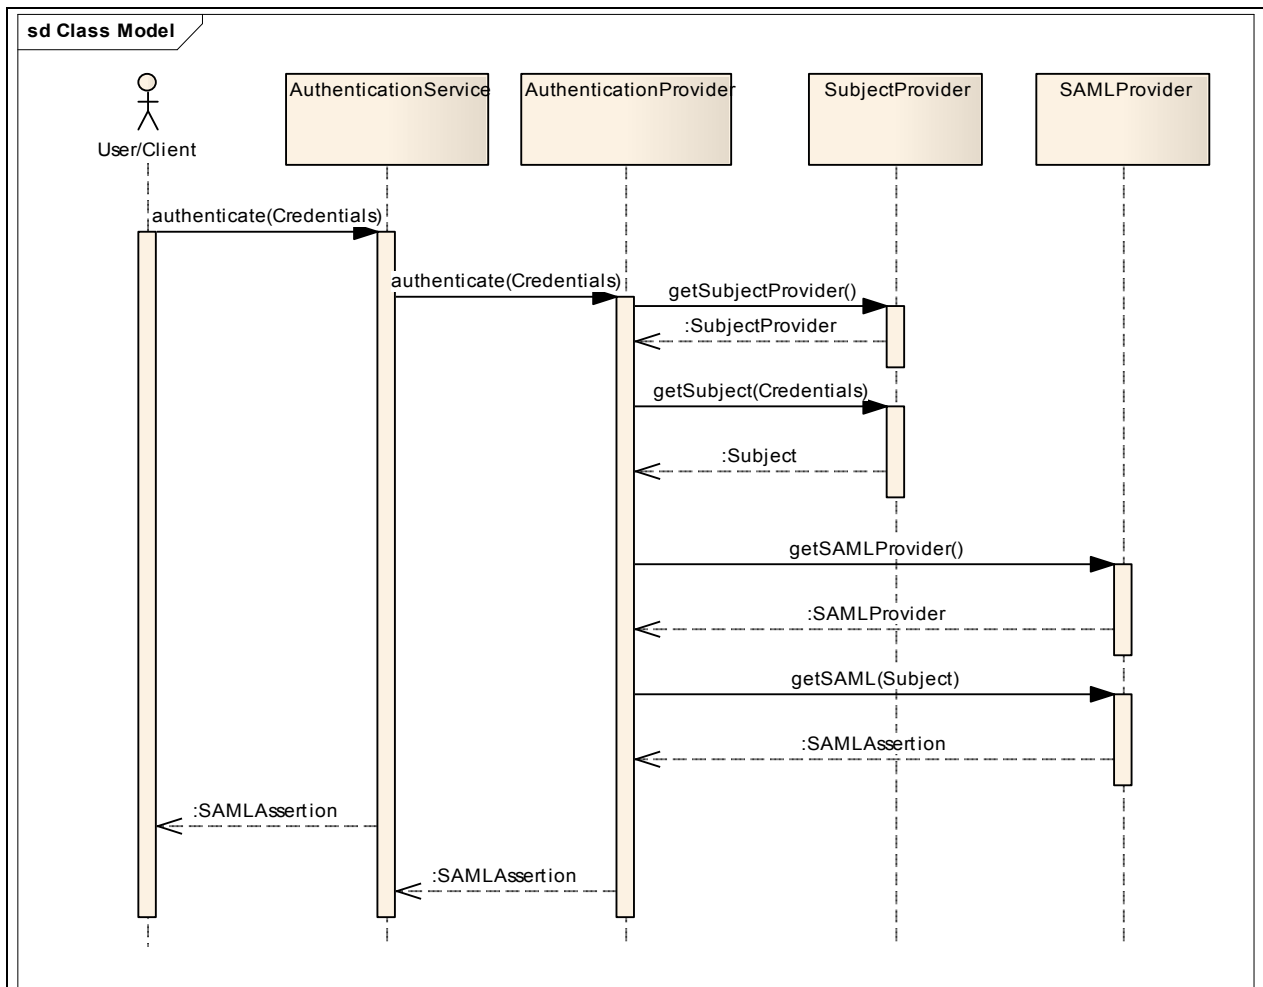 sd Class Model
User/Client
AuthenticationService
AuthenticationProvider
SubjectProvider
SAMLProvider
authenticate(Credentials)
authenticate(Credentials)
getSubjectProvider()
:SubjectProvider
getSubject(Credentials)
:Subject
getSAMLProvider()
:SAMLProvider
getSAML(Subject)
:SAMLAssertion
:SAMLAssertion
:SAMLAssertion